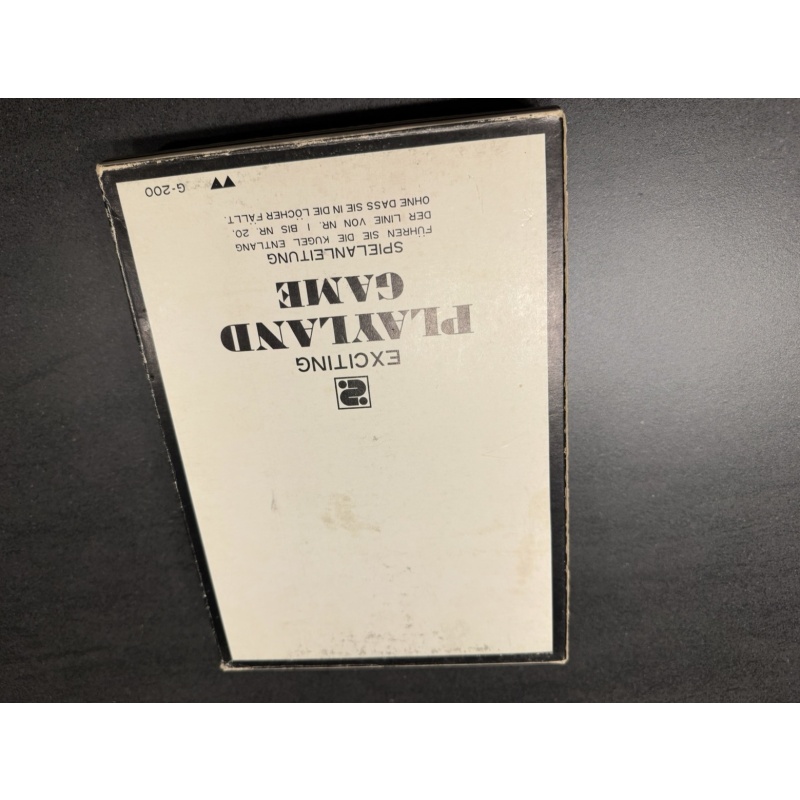 EXCITING
PLAYLAND
GAME
SPIELANLEITUNG
FÜHREN SIE DIE KUGEL ENTLANG
DER LINIE VON NR. 1 BIS NR. 20,
OHNE DASS SIE IN DIE LÖCHER FÄLLT.
G-200